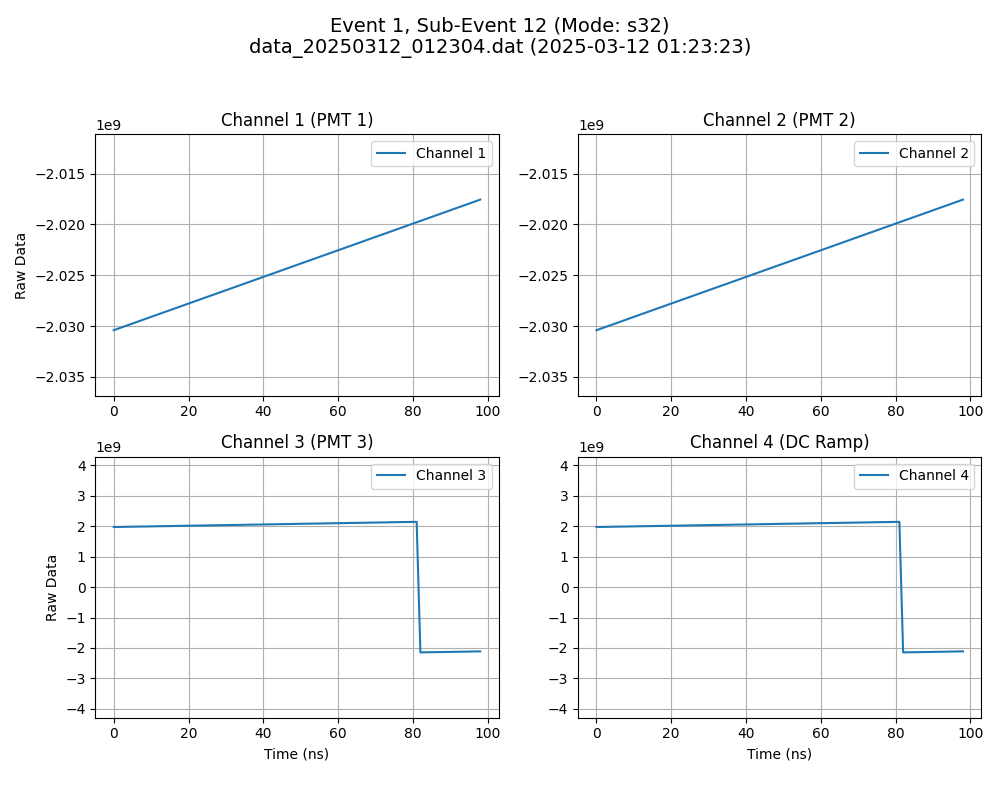 Event 1, Sub-Event 12 (Mode: s32)
data_20250312_012304.dat (2025-03-12 01:23:23)
Channel 1 (PMT 1)
1e9
Channel 1
−2.015
−2.020
−2.025
−2.030
−2.035
Raw Data
0 20 40 60 80 100
Channel 2 (PMT 2)
1e9
Channel 2
−2.015
−2.020
−2.025
−2.030
−2.035
0 20 40 60 80 100
Channel 3 (PMT 3)
1e9
Channel 3
4
3
2
1
0
−1
−2
−3
−4
Raw Data
0 20 40 60 80 100
Time (ns)
Channel 4 (DC Ramp)
1e9
Channel 4
4
3
2
1
0
−1
−2
−3
−4
0 20 40 60 80 100
Time (ns)